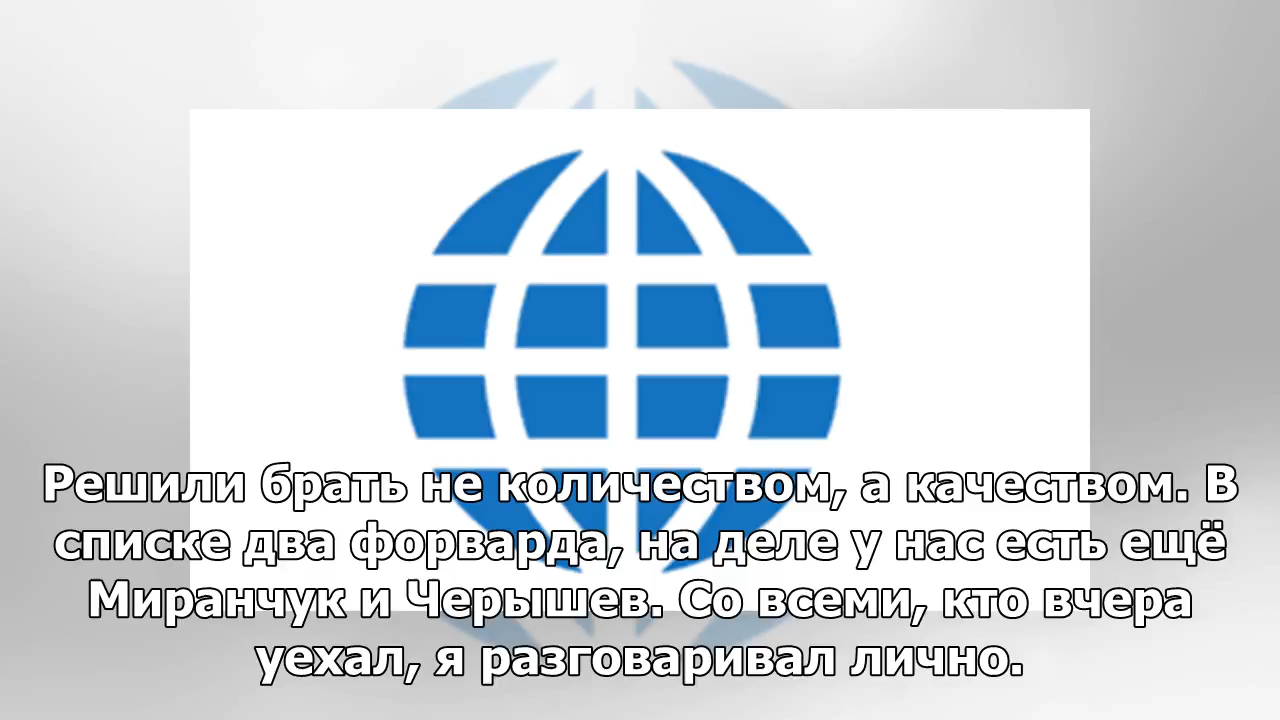 Решили брать не количеством, а качеством. В
списке два форварда, на деле у нас есть ещё
Миранчук и Черышев. Со всеми, кто вчера
уехал, я разговаривал лично.